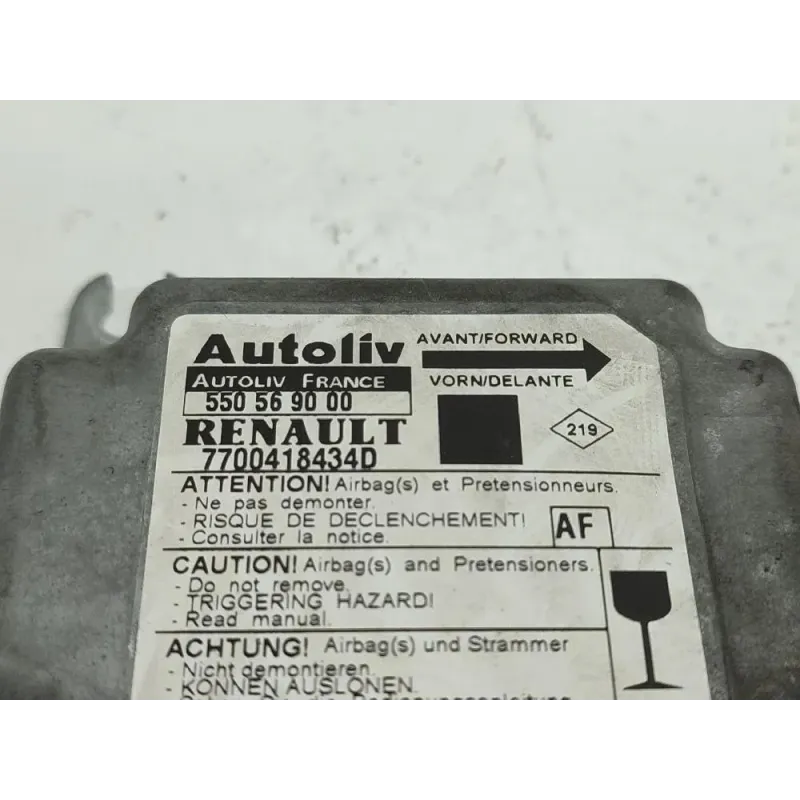 Autoliv
AVANT/FORWARD
AUTOLIV FRANCE
VORN/DELANTE
550 56 90 00
RENAULT
219
7700418434D
ATTENTION! Airbag(s) et Pretensionneurs.
- Ne pas demonter.
- RISQUE DE DECLENCHEMENT!
AF
- Consulter la notice.
CAUTION! Airbag(s) and Pretensioners.
- Do not remove.
- TRIGGERING HAZARD!
- Read manual.
ACHTUNG! Airbag(s) und Strammer
- Nicht demontieren.
- KONNEN AUSLONEN.